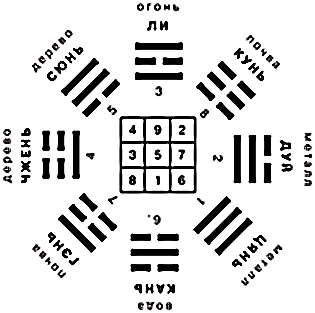 огонь
ЛИ
3
почва
КУНЬ
8
металл
ДУА
2
металл
ЦЯНЬ
1
вода
КАНЬ
6
почва
ГЭНЬ
7
дерево
ЧЖЕНЬ
4
дерево
СЮНЬ
5
4 9 2
3 5 7
8 1 6